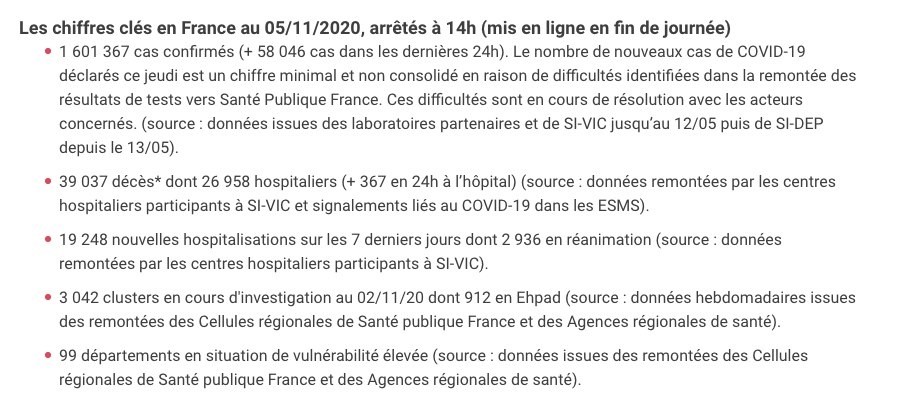 Les chiffres clés en France au 05/11/2020, arrêtés à 14h (mis en ligne en fin de journée)
• 1 601 367 cas confirmés (+ 58 046 cas dans les dernières 24h). Le nombre de nouveaux cas de COVID-19
déclarés ce jeudi est un chiffre minimal et non consolidé en raison de difficultés identifiées dans la remontée des
résultats de tests vers Santé Publique France. Ces difficultés sont en cours de résolution avec les acteurs
concernés. (source : données issues des laboratoires partenaires et de SI-VIC jusqu’au 12/05 puis de SI-DEP
depuis le 13/05).
• 39 037 décès* dont 26 958 hospitaliers (+ 367 en 24h à l’hôpital) (source : données remontées par les centres
hospitaliers participants à SI-VIC et signalements liés au COVID-19 dans les ESMS).
• 19 248 nouvelles hospitalisations sur les 7 derniers jours dont 2 936 en réanimation (source : données
remontées par les centres hospitaliers participants à SI-VIC).
• 3 042 clusters en cours d'investigation au 02/11/20 dont 912 en Ehpad (source : données hebdomadaires issues
des remontées des Cellules régionales de Santé publique France et des Agences régionales de santé).
• 99 départements en situation de vulnérabilité élevée (source : données issues des remontées des Cellules
régionales de Santé publique France et des Agences régionales de santé).